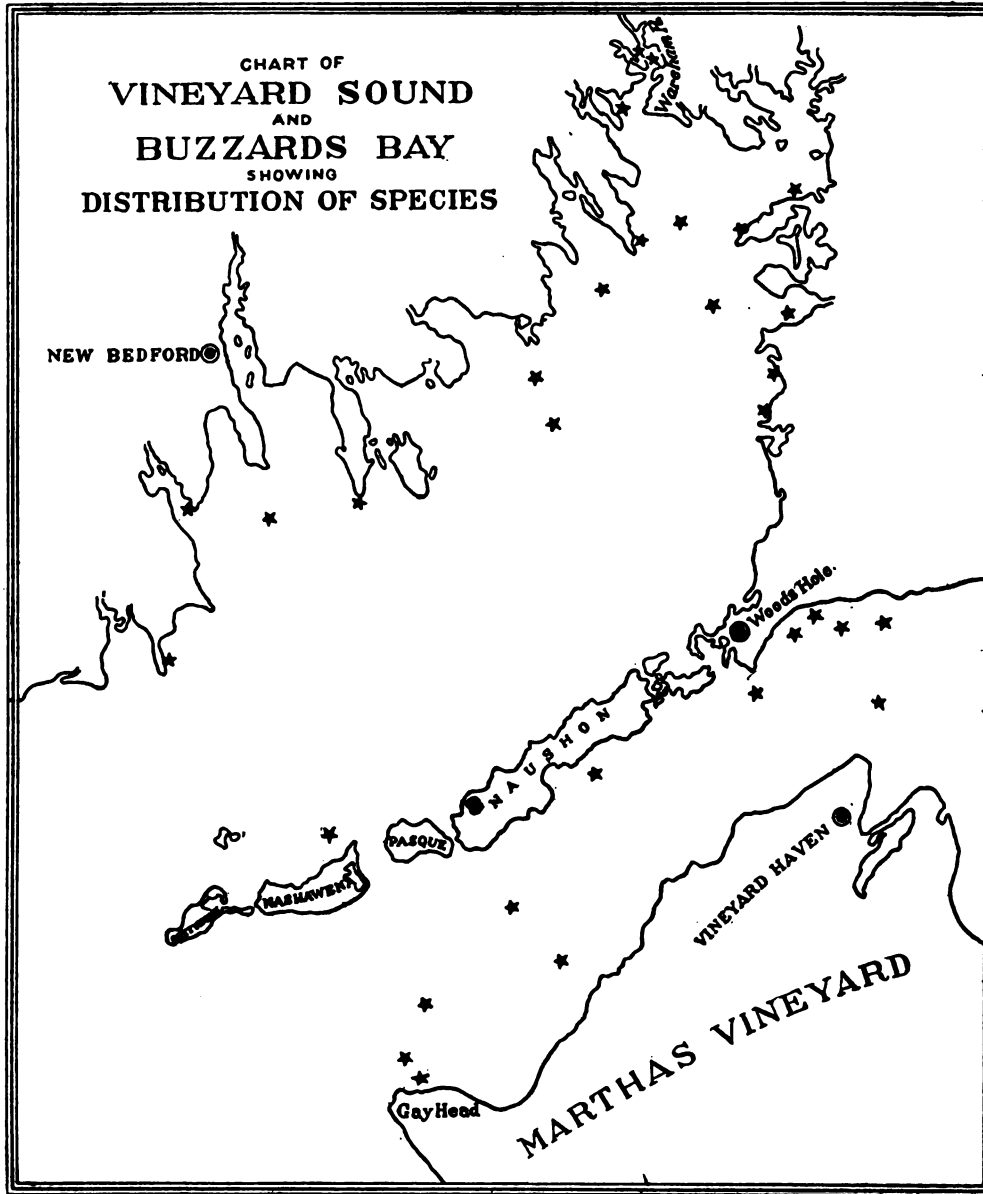 CHART OF
VINEYARD SOUND
AND
BUZZARDS BAY
SHOWING
DISTRIBUTION OF SPECIES
Wareham R.
NEW BEDFORD
Woods Hole.
NAUSHON
PASQUE
NASHAWENA
VINEYARD HAVEN
MARTHAS VINEYARD
Gay Head